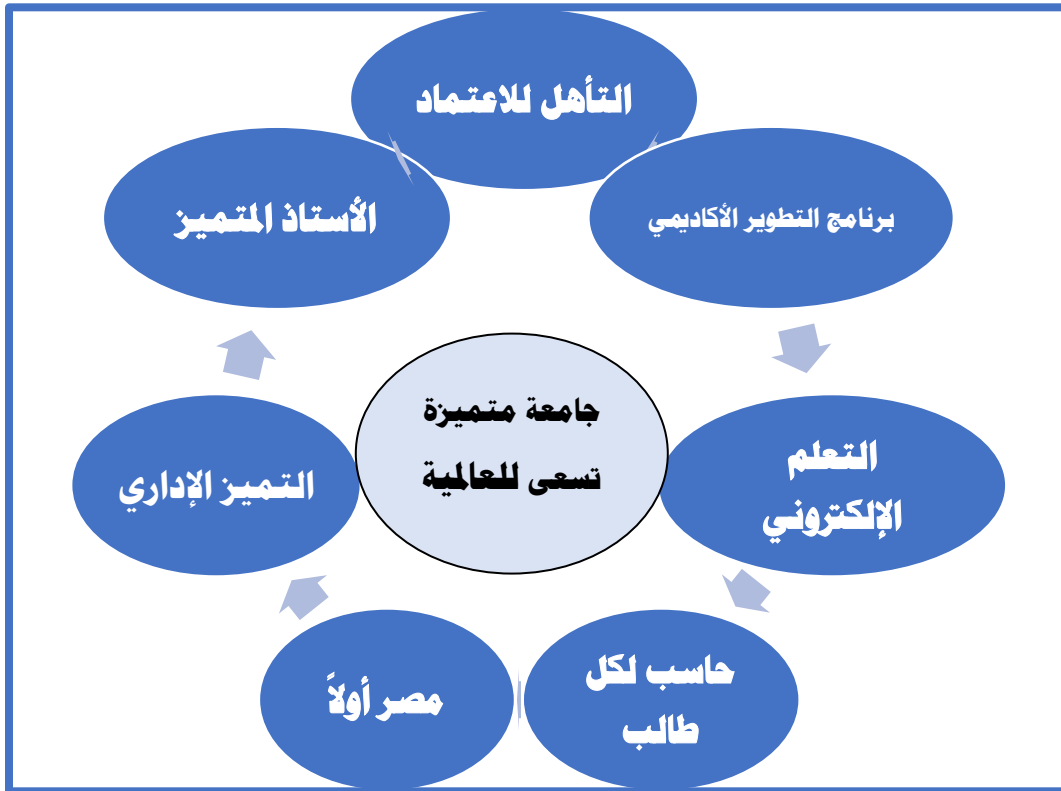 التأهل للاعتماد
برنامج التطوير الأكاديمي
التعلم
الإلكتروني
حاسب لكل
طالب
مصر أولاً
التميز الإداري
الأستاذ المتميز
جامعة متميزة
تسعى للعالمية